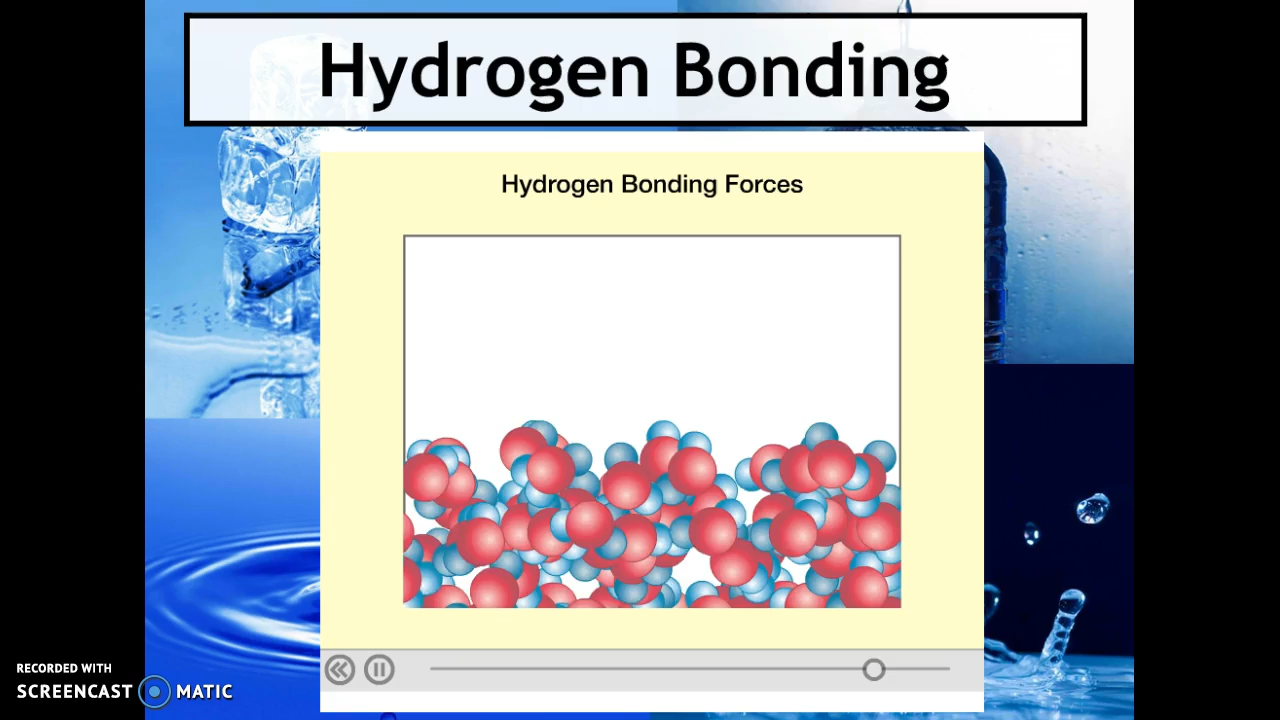 Hydrogen Bonding
Hydrogen Bonding Forces
RECORDED WITH
SCREENCAST MATIC